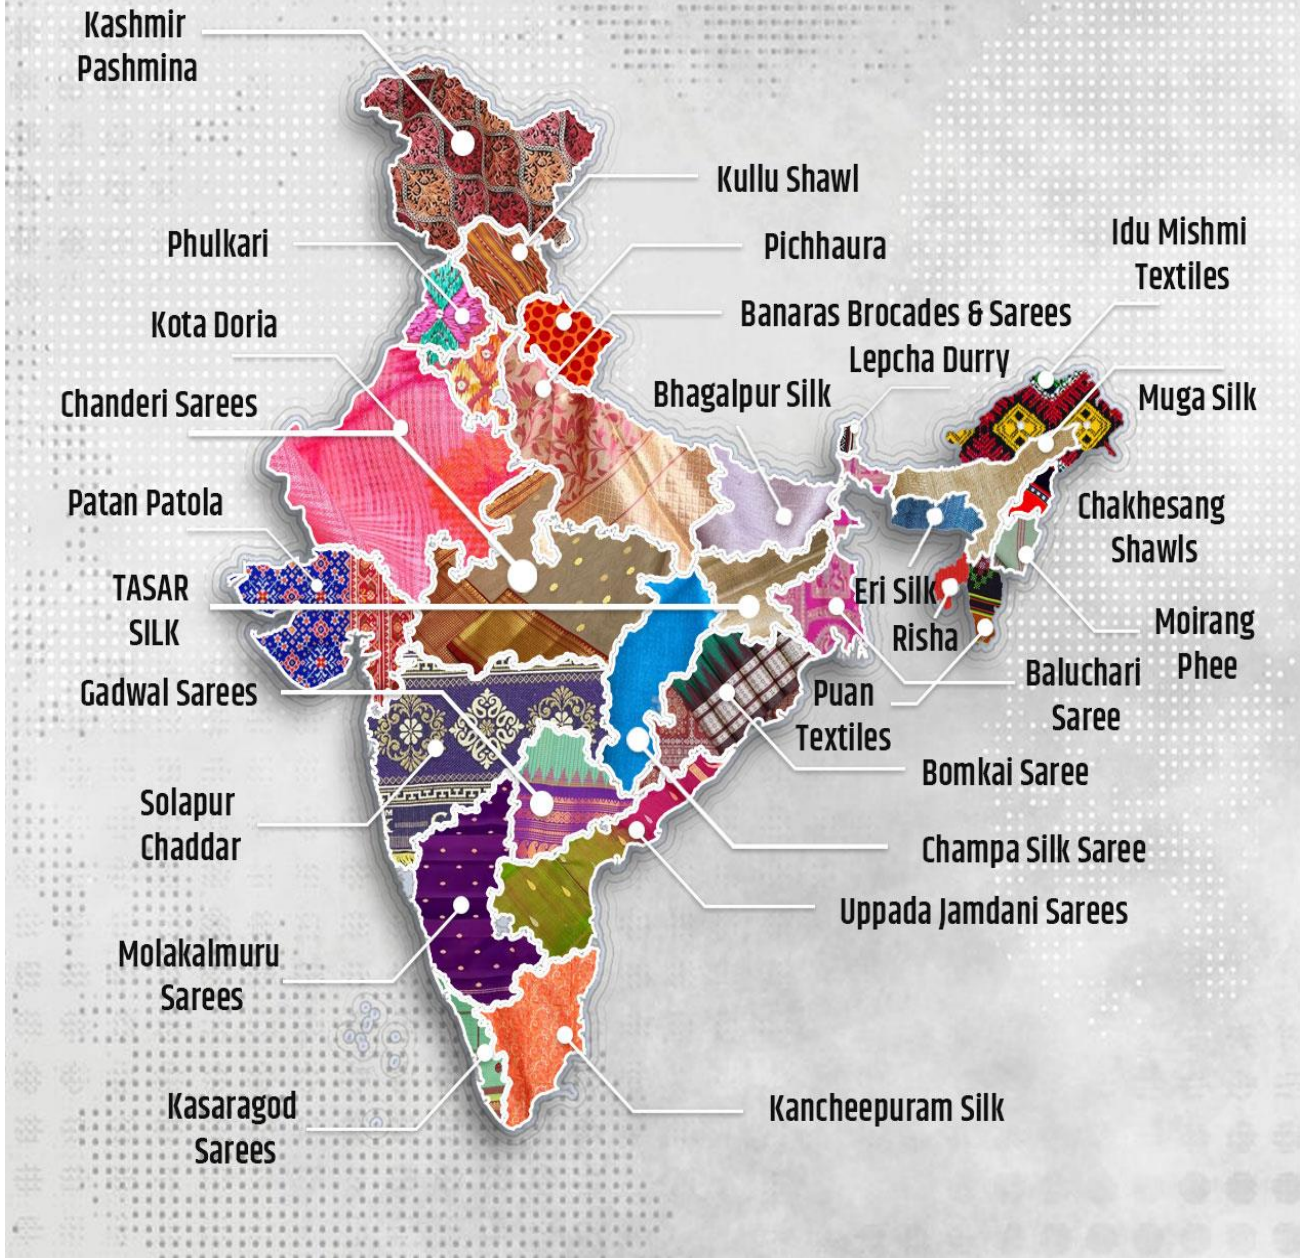 Kashmir
Pashmina
Kullu Shawl
Idu Mishmi
Textiles
Phulkari
Pichhaura
Kota Doria
Banaras Brocades & Sarees
Lepcha Durry
Chanderi Sarees
Bhagalpur Silk
Muga Silk
Patan Patola
Chakhesang
Shawls
TASAR
SILK
Eri Silk
Risha
Moirang
Phee
Gadwal Sarees
Puan
Textiles
Baluchari
Saree
Bomkai Saree
Solapur
Chaddar
Champa Silk Saree
Uppada Jamdani Sarees
Molakalmuru
Sarees
Kasaragod
Sarees
Kancheepuram Silk